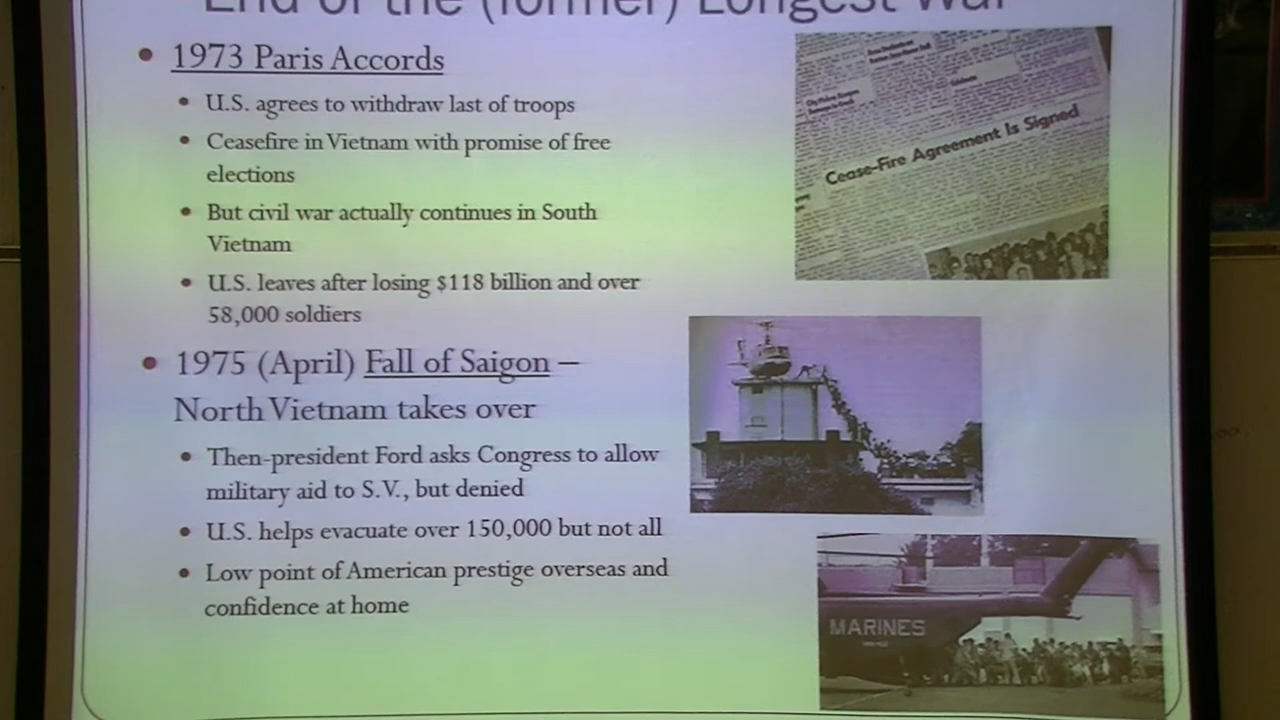 End of the (former) Longest War
• 1973 Paris Accords
• U.S. agrees to withdraw last of troops
• Ceasefire in Vietnam with promise of free
elections
• But civil war actually continues in South
Vietnam
• U.S. leaves after losing $118 billion and over
58,000 soldiers
• 1975 (April) Fall of Saigon –
North Vietnam takes over
• Then-president Ford asks Congress to allow
military aid to S.V., but denied
• U.S. helps evacuate over 150,000 but not all
• Low point of American prestige overseas and
confidence at home
Cease-Fire Agreement Is Signed
MARINES